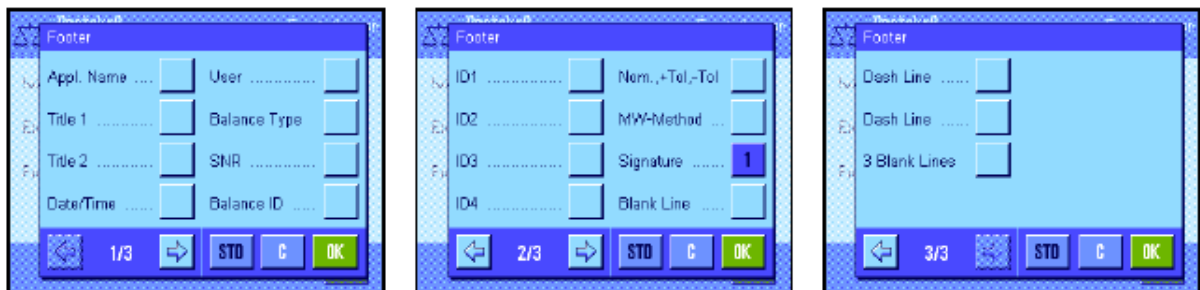 Footer
Appl. Name .... User .............
Title 1 ............ Balance Type
Title 2 ............ SNR ..............
Date/Time ...... Balance ID .....
1/3 STD C OK
Footer
ID1 ............... Nom.,+Tol,-Tol
ID2 ............... MW-Method ...
ID3 ............... Signature ....... 1
ID4 ............... Blank Line .....
2/3 STD C OK
Footer
Dash Line ......
Dash Line ......
3 Blank Lines
3/3 STD C OK